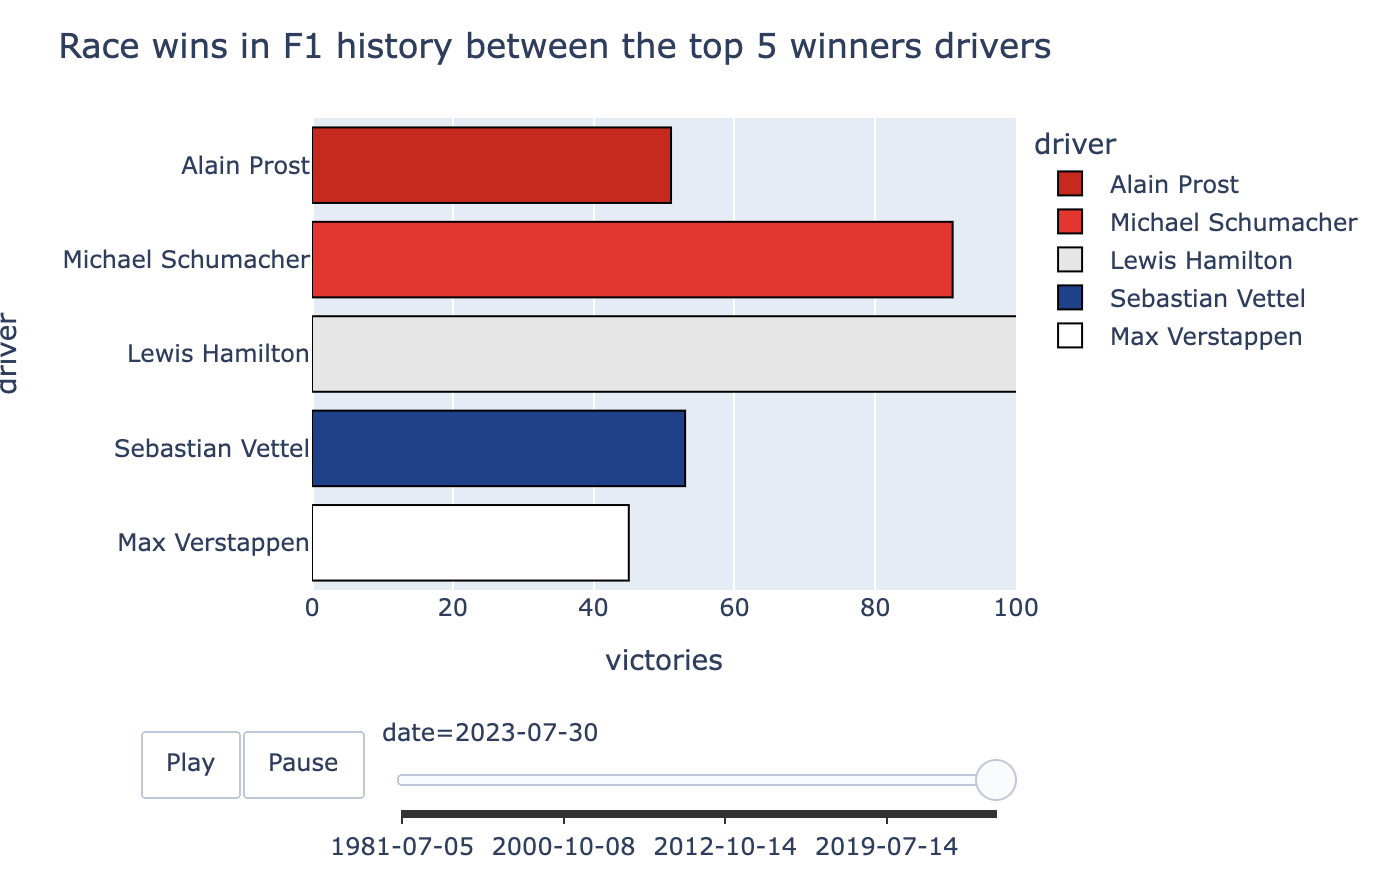 Race wins in F1 history between the top 5 winners drivers
driver
Alain Prost
Michael Schumacher
Lewis Hamilton
Sebastian Vettel
Max Verstappen
0 20 40 60 80 100
victories
driver
Alain Prost
Michael Schumacher
Lewis Hamilton
Sebastian Vettel
Max Verstappen
Play Pause
date=2023-07-30
1981-07-05 2000-10-08 2012-10-14 2019-07-14